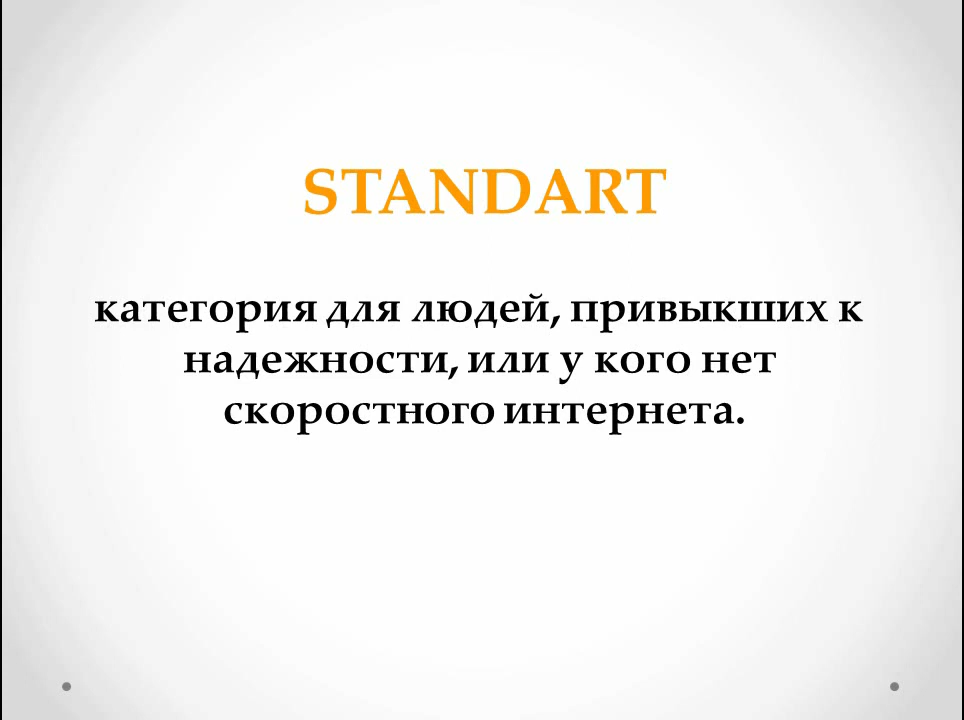 STANDART
категория для людей, привыкших к
надежности, или у кого нет
скоростного интернета.